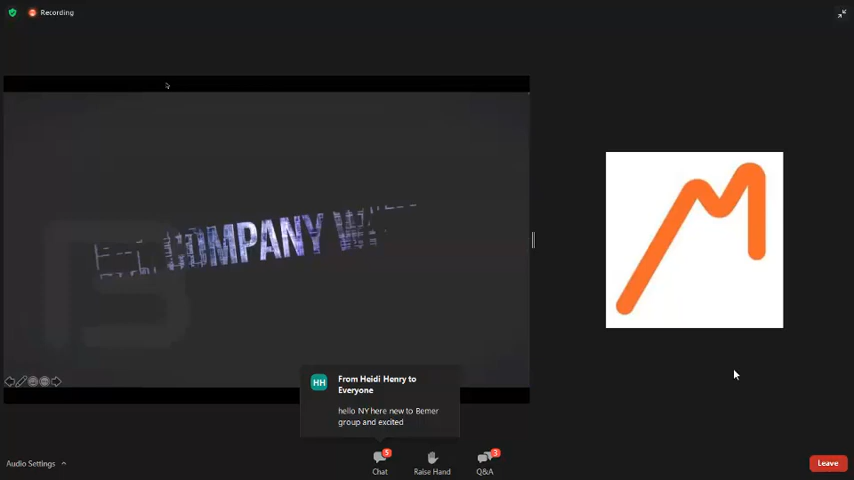 Recording
COMPANY
From Heidi Henry to
Everyone
HH
hello NY here new to Bemer
group and excited
5
3
Audio Settings
Chat
Raise Hand
Q&A
Leave